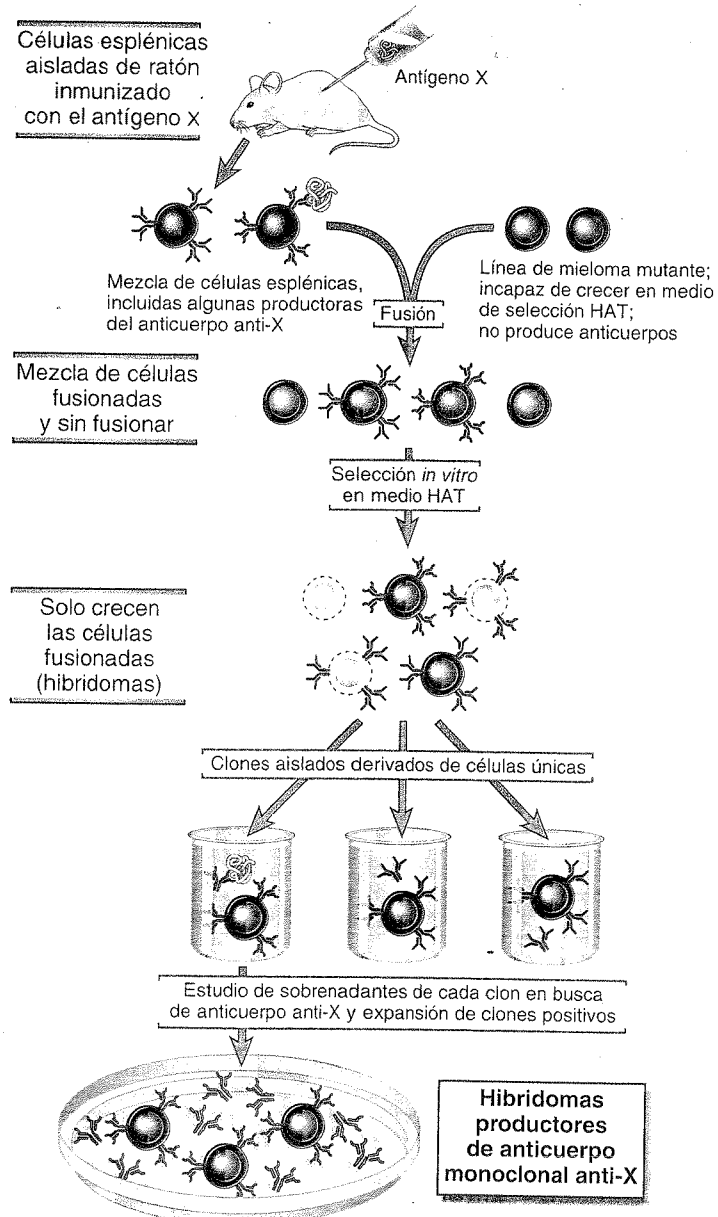 Células esplénicas
aisladas de ratón
inmunizado
con el antígeno X
Antígeno X
Mezcla de células esplénicas,
incluidas algunas productoras
del anticuerpo anti-X
Línea de mieloma mutante;
incapaz de crecer en medio
de selección HAT;
no produce anticuerpos
Fusión
Mezcla de células
fusionadas
y sin fusionar
Selección in vitro
en medio HAT
Solo crecen
las células
fusionadas
(hibridomas)
Clones aislados derivados de células únicas
Estudio de sobrenadantes de cada clon en busca
de anticuerpo anti-X y expansión de clones positivos
Hibridomas
productores
de anticuerpo
monoclonal anti-X